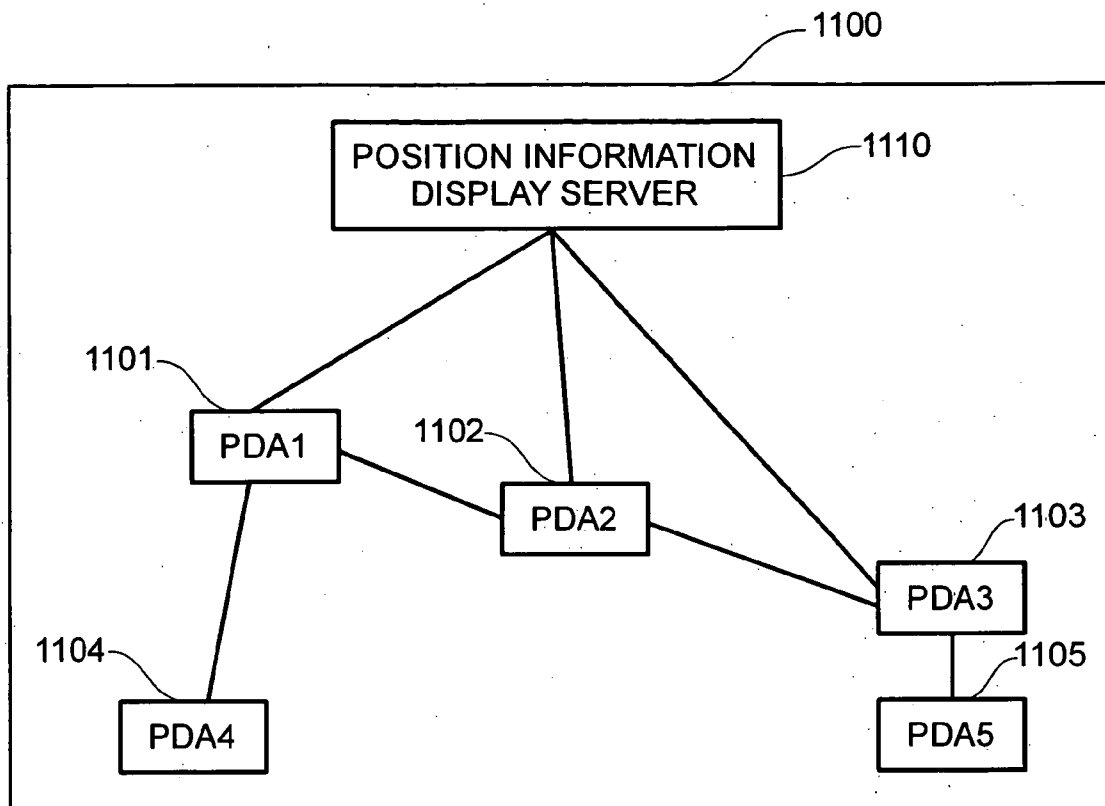 1100
POSITION INFORMATION
DISPLAY SERVER
1110
1101
PDA1
1102
PDA2
1103
PDA3
1104
PDA4
1105
PDA5